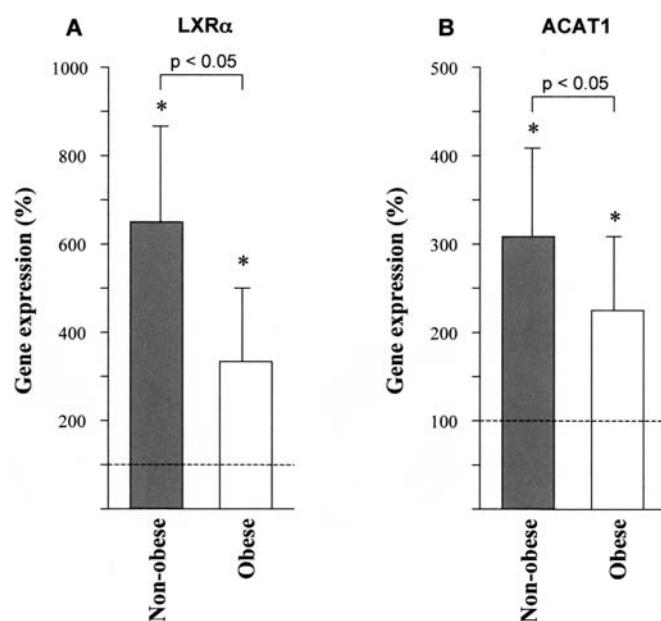 A LXRα
p < 0.05
1000
*
800
600
*
400
200
Gene expression (%)
Non-obese
Obese
B ACAT1
p < 0.05
500
*
400
*
300
200
100
Gene expression (%)
Non-obese
Obese